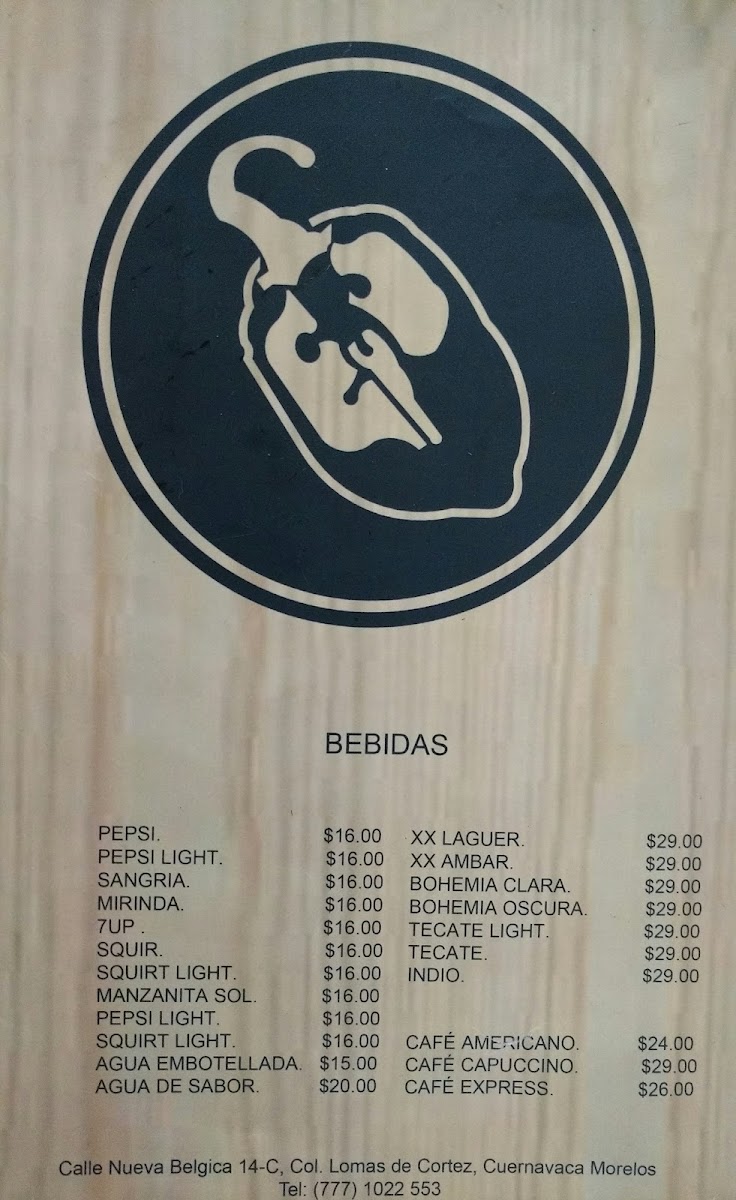 BEBIDAS
PEPSI. $16.00
PEPSI LIGHT. $16.00
SANGRIA. $16.00
MIRINDA. $16.00
7UP . $16.00
SQUIR. $16.00
SQUIRT LIGHT. $16.00
MANZANITA SOL. $16.00
PEPSI LIGHT. $16.00
SQUIRT LIGHT. $16.00
AGUA EMBOTELLADA. $15.00
AGUA DE SABOR. $20.00
XX LAGUER. $29.00
XX AMBAR. $29.00
BOHEMIA CLARA. $29.00
BOHEMIA OSCURA. $29.00
TECATE LIGHT. $29.00
TECATE. $29.00
INDIO. $29.00
CAFÉ AMERICANO. $24.00
CAFÉ CAPUCCINO. $29.00
CAFÉ EXPRESS. $26.00
Calle Nueva Belgica 14-C, Col. Lomas de Cortez, Cuernavaca Morelos
Tel: (777) 1022 553